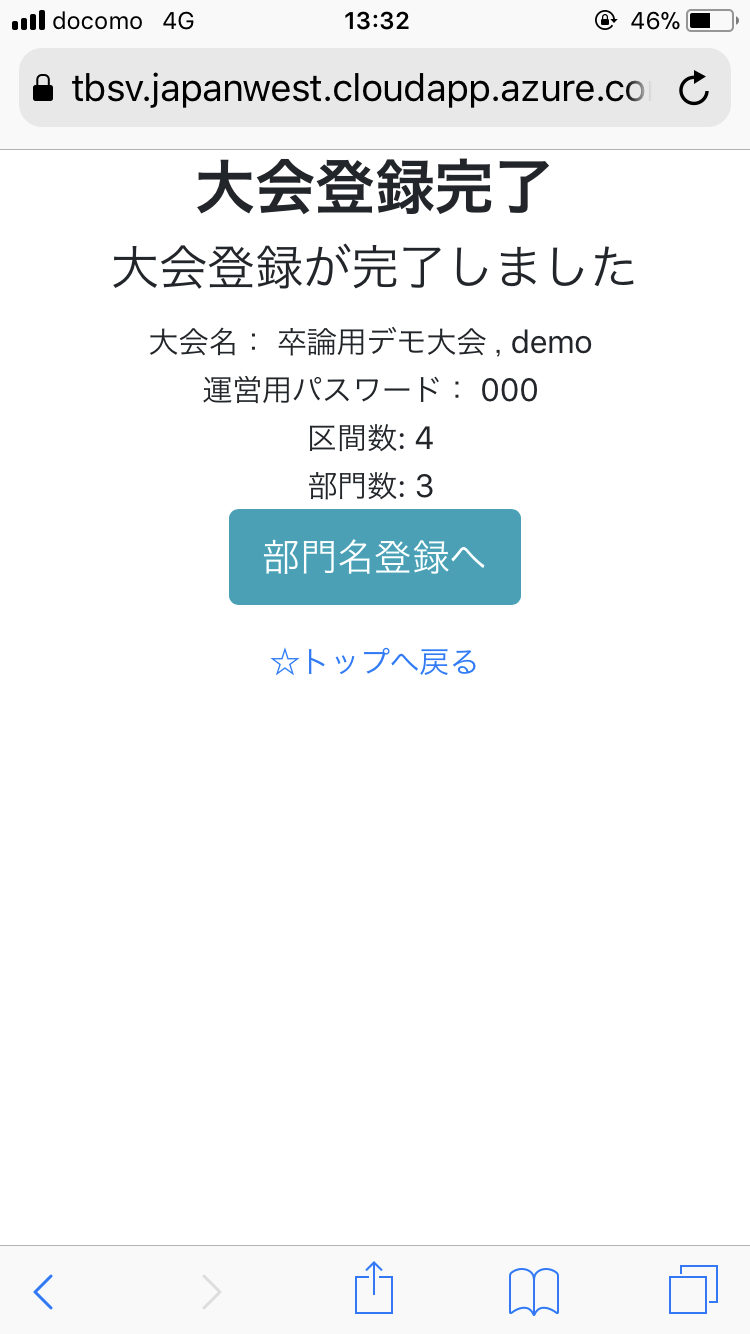 docomo 4G 13:32 46%
tbsv.japanwest.cloudapp.azure.co
大会登録完了
大会登録が完了しました
大会名： 卒論用デモ大会 , demo
運営用パスワード： 000
区間数: 4
部門数: 3
部門名登録へ
☆トップへ戻る